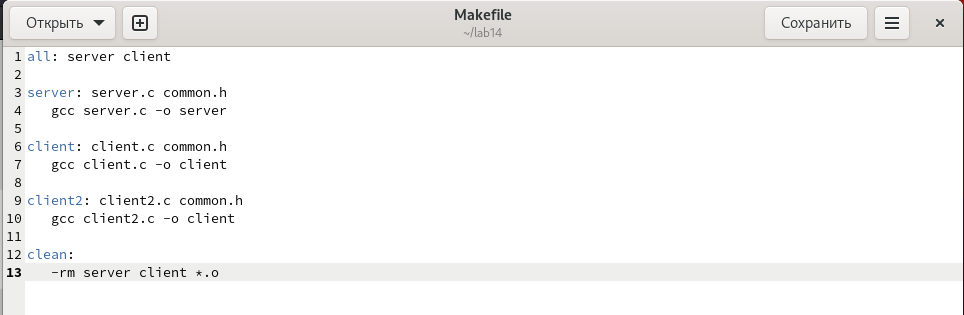 Открыть
Makefile
~/lab14
Сохранить
1 all: server client
2
3 server: server.c common.h
4    gcc server.c -o server
5
6 client: client.c common.h
7    gcc client.c -o client
8
9 client2: client2.c common.h
10    gcc client2.c -o client
11
12 clean:
13    -rm server client *.o